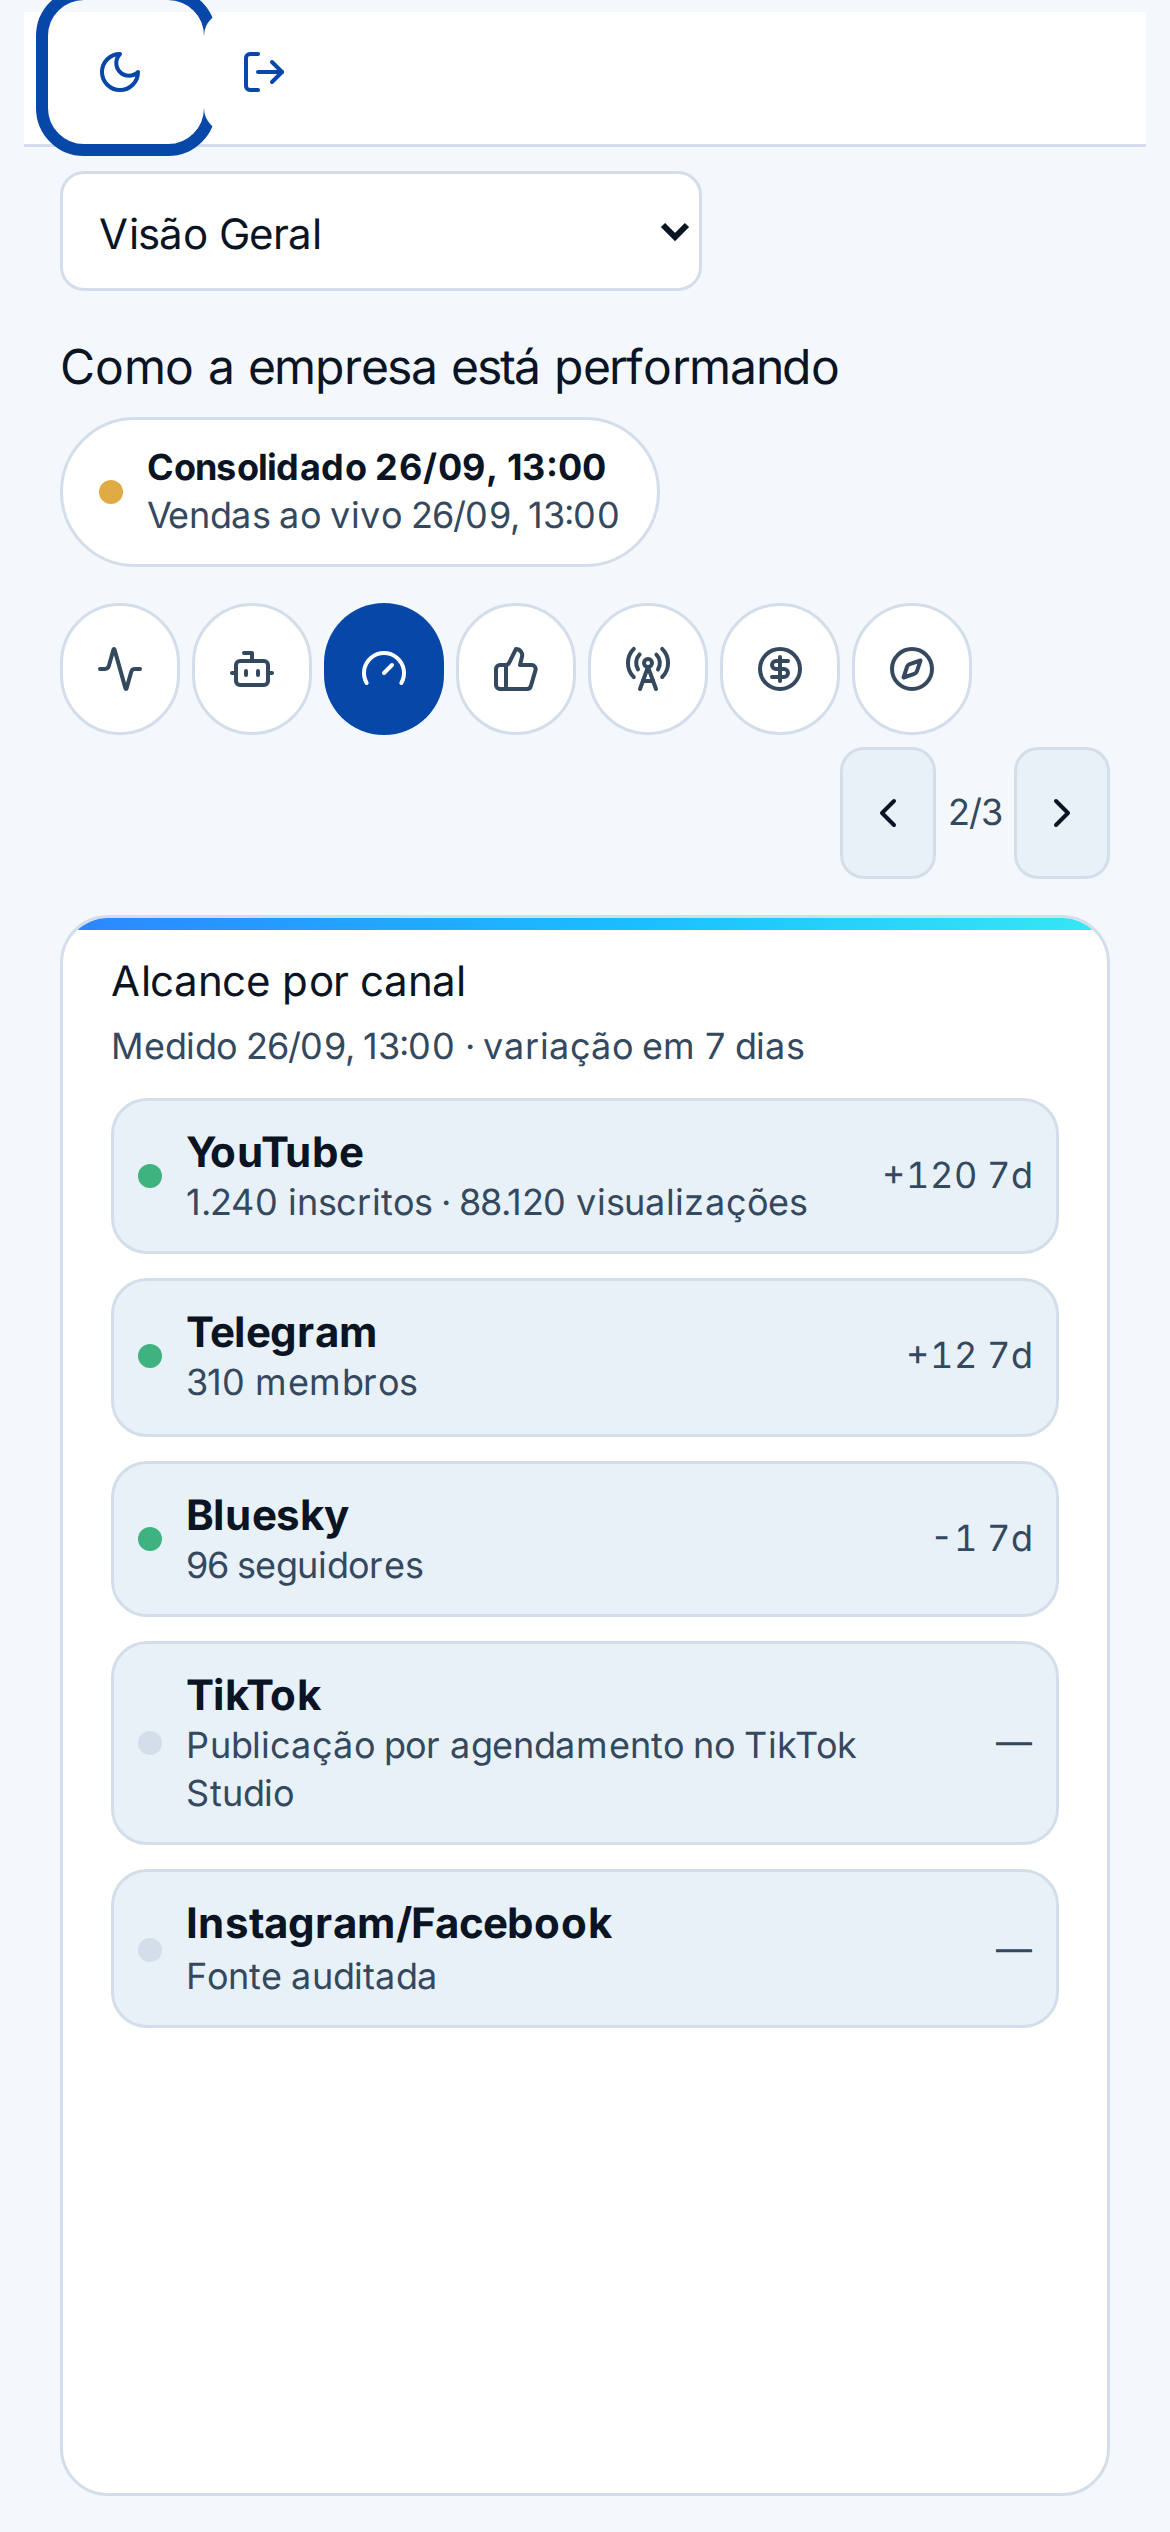 Visão Geral
Como a empresa está performando
Consolidado 26/09, 13:00
Vendas ao vivo 26/09, 13:00
2/3
Alcance por canal
Medido 26/09, 13:00 · variação em 7 dias
YouTube
1.240 inscritos · 88.120 visualizações
+120 7d
Telegram
310 membros
+12 7d
Bluesky
96 seguidores
-1 7d
TikTok
Publicação por agendamento no TikTok
Studio
—
Instagram/Facebook
Fonte auditada
—